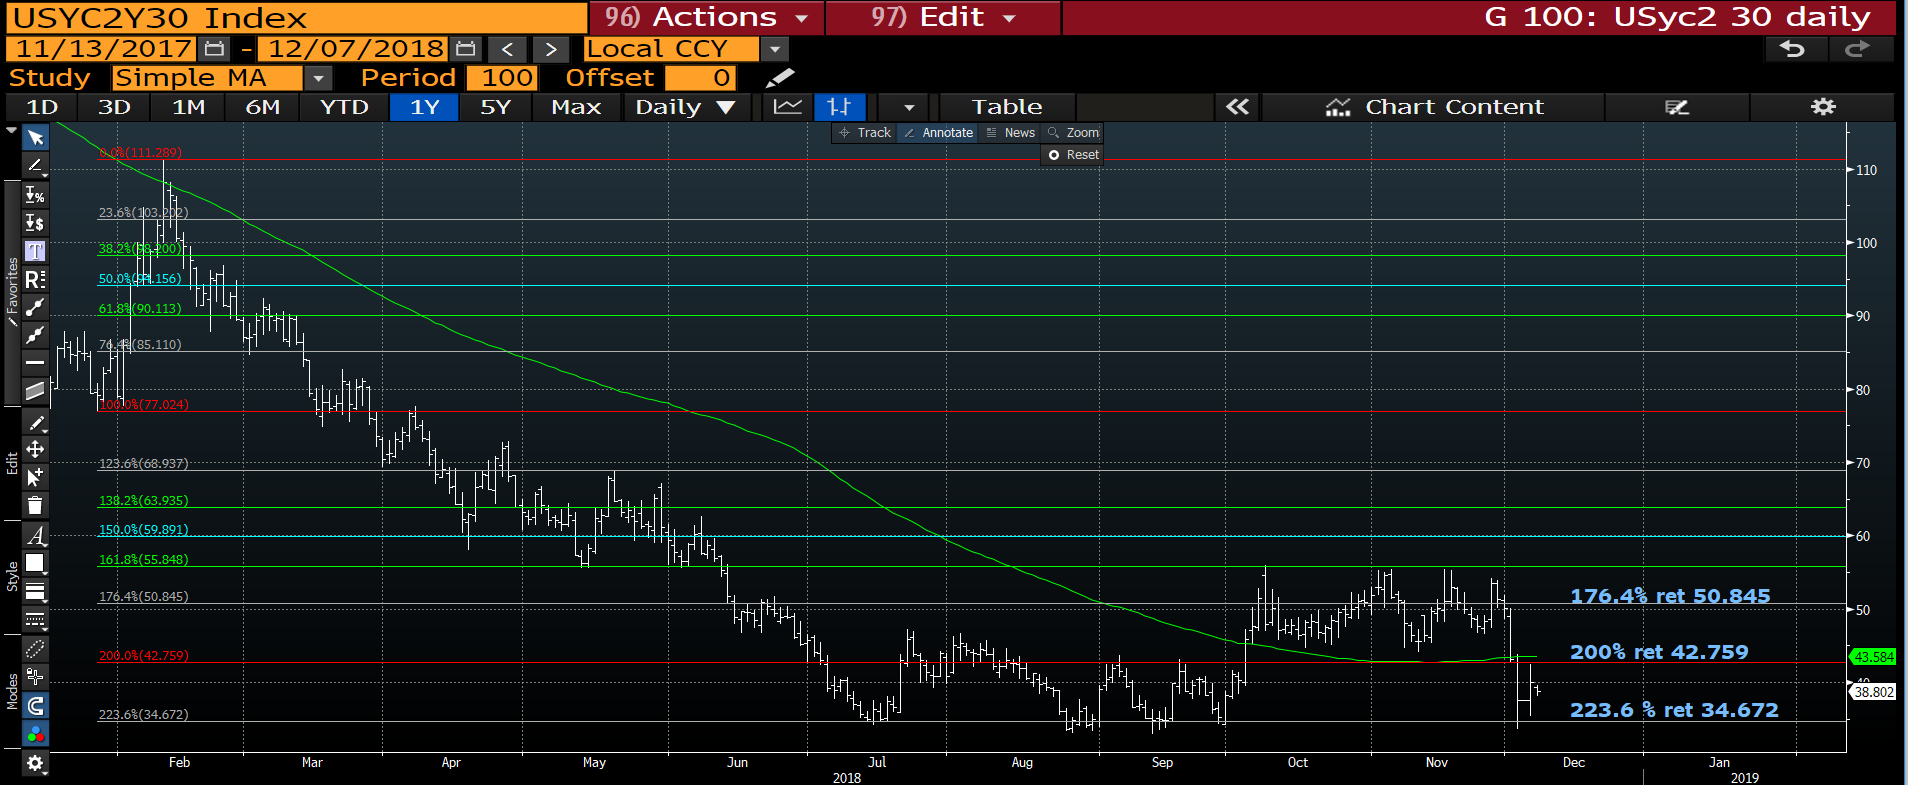 USYC2Y30 Index 96) Actions 97) Edit G 100: USyc2 30 daily
11/13/2017 - 12/07/2018 < > Local CCY
Study Simple MA Period 100 Offset 0
1D 3D 1M 6M YTD 1Y 5Y Max Daily ▼ Table « Chart Content
Track Annotate News Zoom
Reset
Favorites
Edit
Style
Modes
%
$
T
R
A
0.0%(111.289)
23.6%(103.202)
38.2%(98.200)
50.0%(94.156)
61.8%(90.113)
76.4%(85.110)
100.0%(77.024)
123.6%(68.937)
138.2%(63.935)
150.0%(59.891)
161.8%(55.848)
176.4%(50.845)
200.0%(42.759)
223.6%(34.672)
176.4% ret 50.845
200% ret 42.759
223.6 % ret 34.672
110
100
90
80
70
60
50
43.584
40
38.802
Feb Mar Apr May Jun Jul Aug Sep Oct Nov Dec Jan
2018 2019